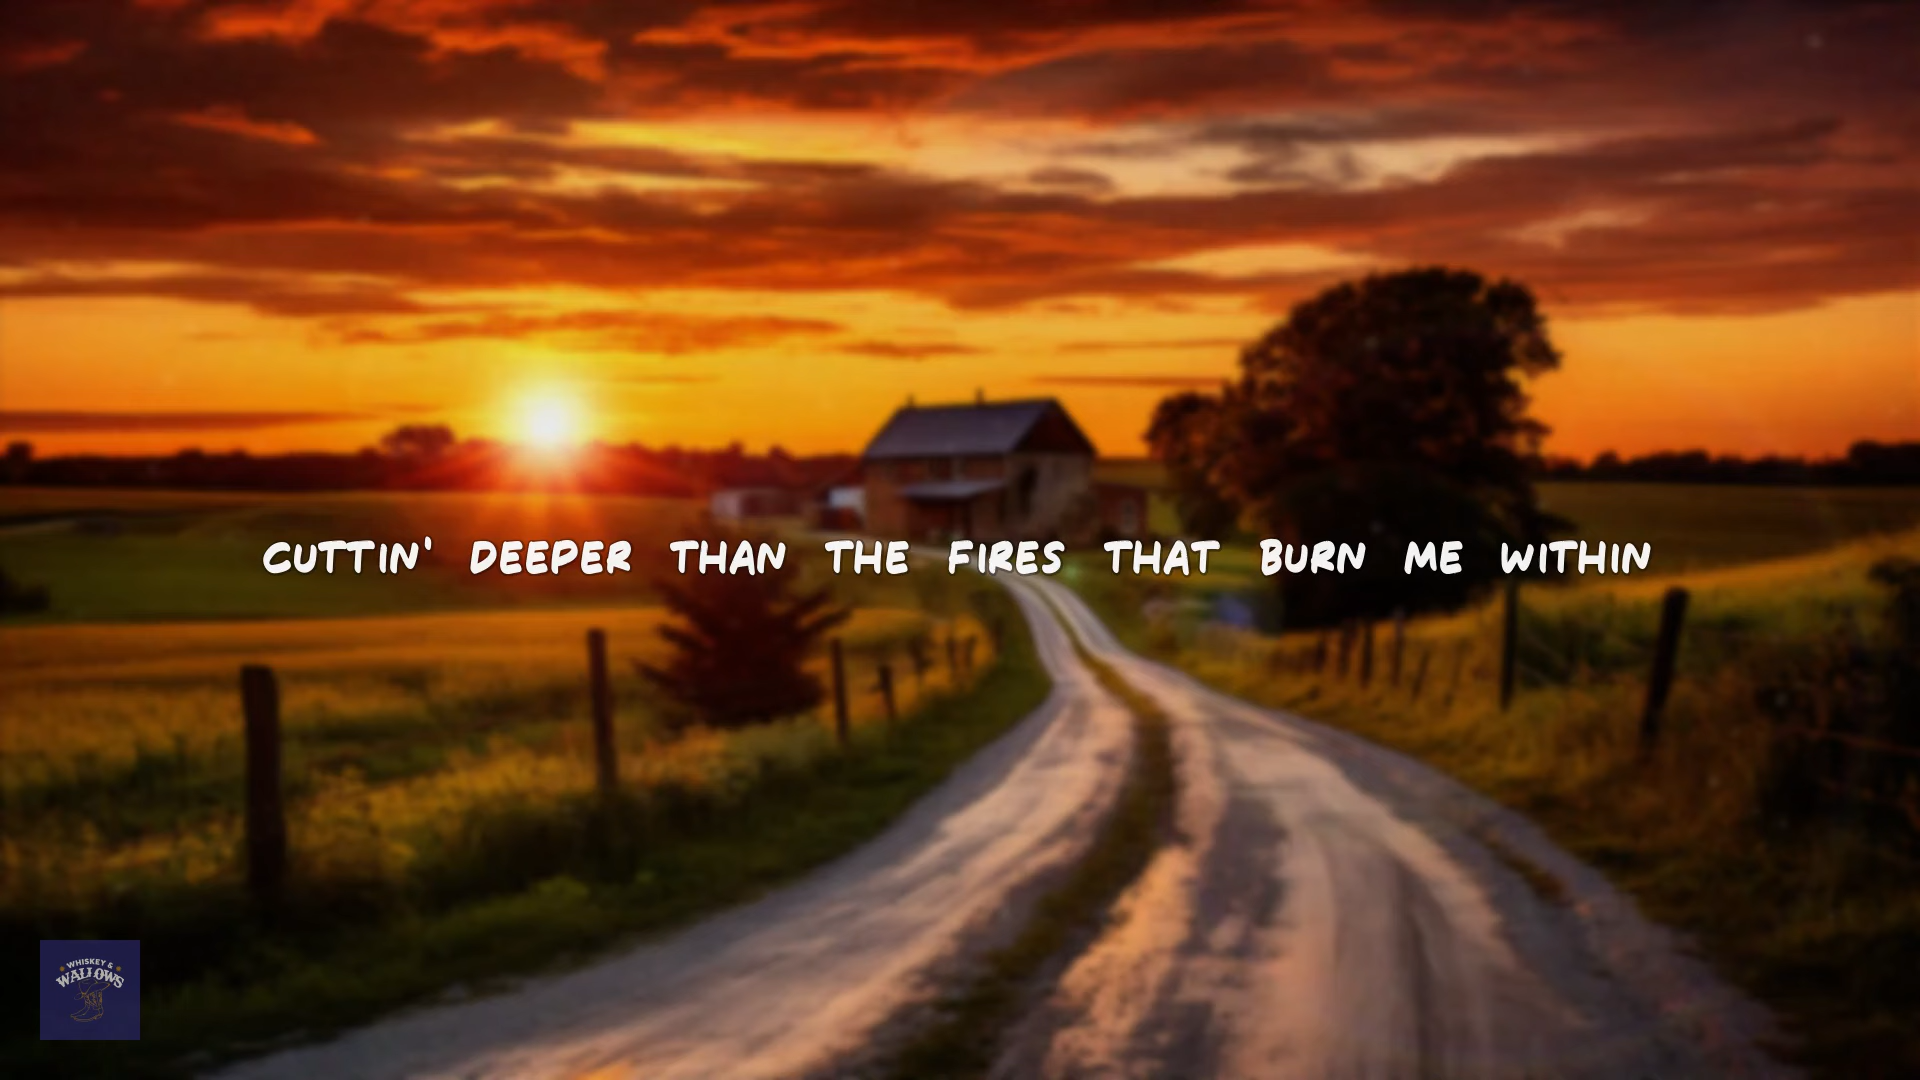 CUTTIN' DEEPER THAN THE FIRES THAT BURN ME WITHIN
WHISKEY &
WALLOWS